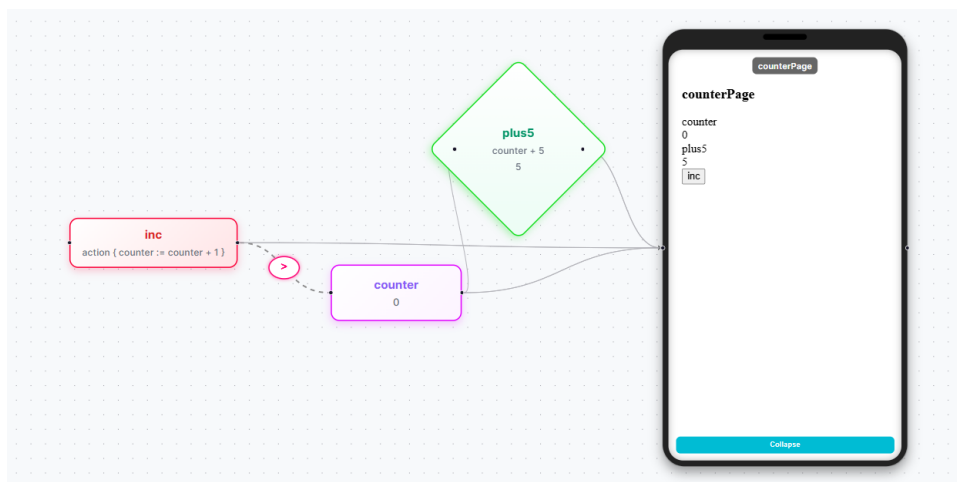 inc
action { counter := counter + 1 }
>
counter
0
plus5
counter + 5
5
counterPage
counterPage
counter
0
plus5
5
inc
Collapse